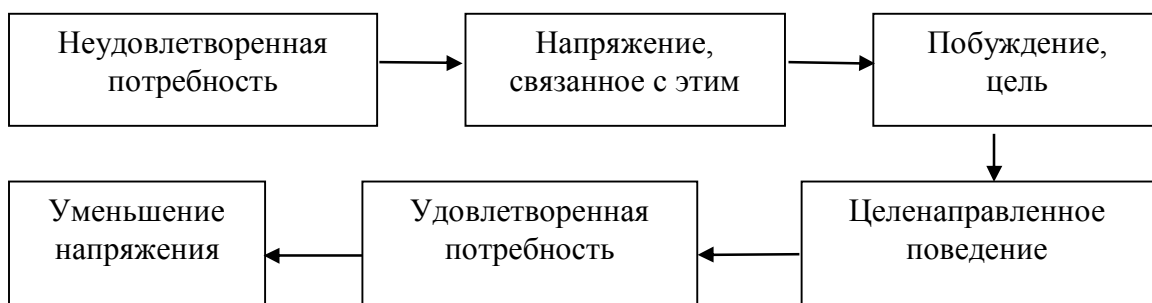 Неудовлетворенная
потребность
Напряжение,
связанное с этим
Побуждение,
цель
Целенаправленное
поведение
Удовлетворенная
потребность
Уменьшение
напряжения